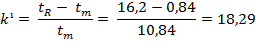 k¹ = (t_R − t_m) / t_m = (16,2 − 0,84) / 10,84 = 18,29